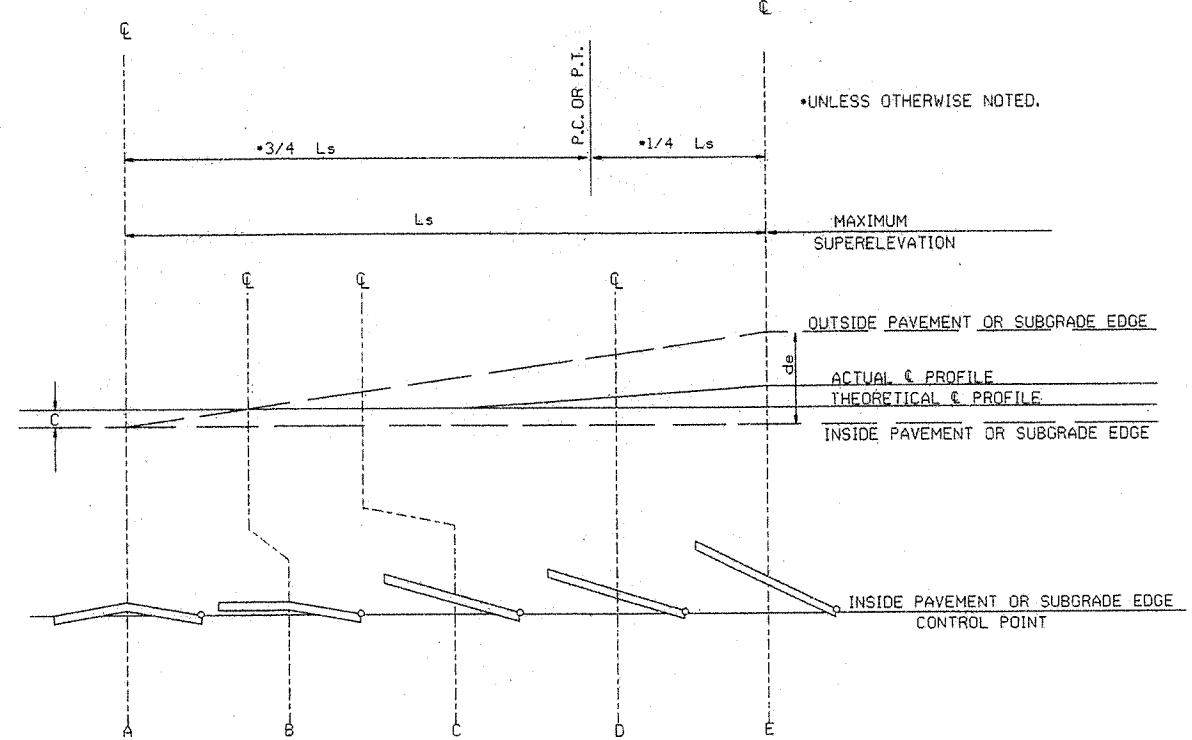 ℄
℄
P.C. OR P.T.
*UNLESS OTHERWISE NOTED.
*3/4 Ls
*1/4 Ls
Ls
MAXIMUM
SUPERELEVATION
℄
℄
℄
OUTSIDE PAVEMENT OR SUBGRADE EDGE
de
ACTUAL ℄ PROFILE
THEORETICAL ℄ PROFILE
C
INSIDE PAVEMENT OR SUBGRADE EDGE
INSIDE PAVEMENT OR SUBGRADE EDGE
CONTROL POINT
A
B
C
D
E